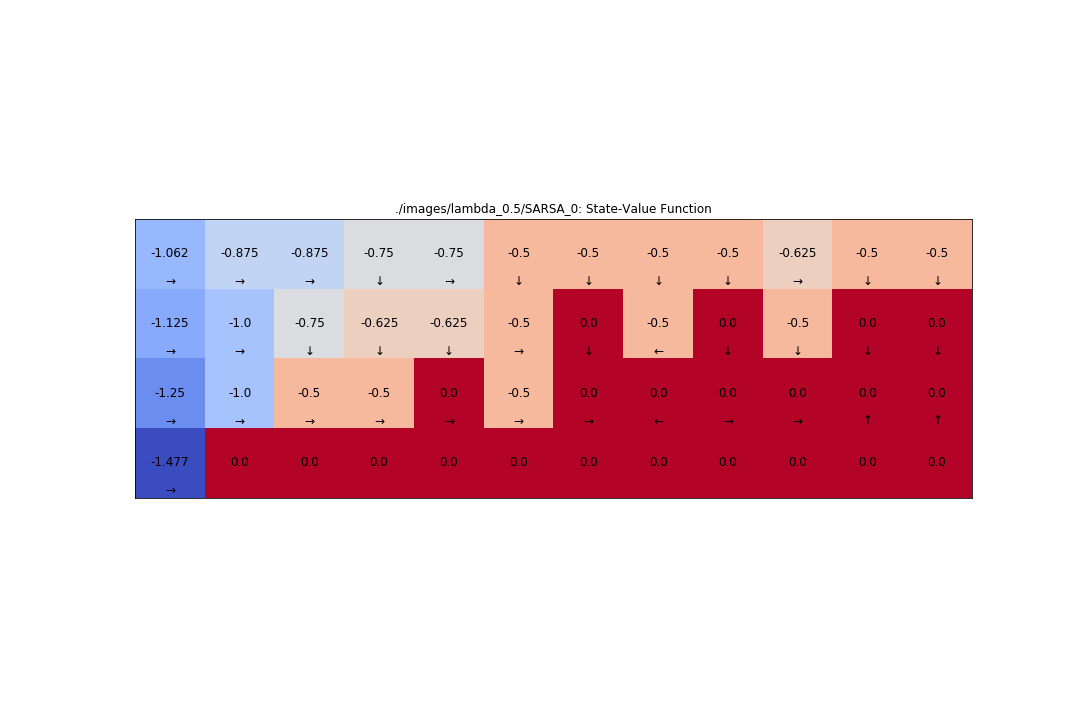 ./images/lambda_0.5/SARSA_0: State-Value Function
-1.062 -0.875 -0.875 -0.75 -0.75 -0.5 -0.5 -0.5 -0.5 -0.625 -0.5 -0.5
→ → → ↓ → ↓ ↓ ↓ ↓ → ↓ ↓
-1.125 -1.0 -0.75 -0.625 -0.625 -0.5 0.0 -0.5 0.0 -0.5 0.0 0.0
→ → ↓ ↓ ↓ → ↓ ← ↓ ↓ ↓ ↓
-1.25 -1.0 -0.5 -0.5 0.0 -0.5 0.0 0.0 0.0 0.0 0.0 0.0
→ → → → → → → ← → → ↑ ↑
-1.477 0.0 0.0 0.0 0.0 0.0 0.0 0.0 0.0 0.0 0.0 0.0
→